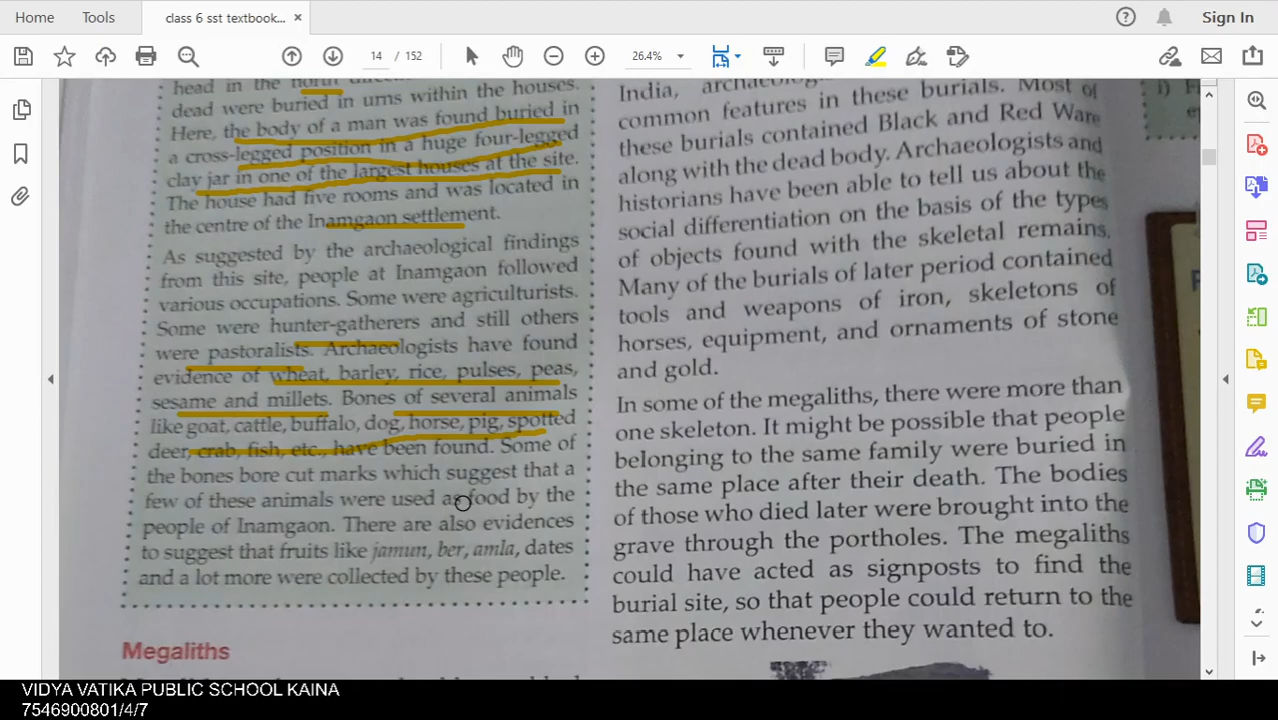 Home
Tools
class 6 sst textbook...
Sign In
14 / 152
26.4%
head in the north
dead were buried in urns within the houses.
Here, the body of a man was found buried in
a cross-legged position in a huge four-legged
clay jar in one of the largest houses at the site.
The house had five rooms and was located in
the centre of the Inamgaon settlement.
As suggested by the archaeological findings
from this site, people at Inamgaon followed
various occupations. Some were agriculturists.
Some were hunter-gatherers and still others
were pastoralists. Archaeologists have found
evidence of wheat, barley, rice, pulses, peas,
sesame and millets. Bones of several animals
like goat, cattle, buffalo, dog, horse, pig, spotted
deer, crab, fish, etc., have been found. Some of
the bones bore cut marks which suggest that a
few of these animals were used as food by the
people of Inamgaon. There are also evidences
to suggest that fruits like jamun, ber, amla, dates
and a lot more were collected by these people.
Megaliths
India,
common features in these burials. Most of
these burials contained Black and Red Ware
along with the dead body. Archaeologists and
historians have been able to tell us about the
social differentiation on the basis of the types
of objects found with the skeletal remains.
Many of the burials of later period contained
tools and weapons of iron, skeletons of
horses, equipment, and ornaments of stone
and gold.
In some of the megaliths, there were more than
one skeleton. It might be possible that people
belonging to the same family were buried in
the same place after their death. The bodies
of those who died later were brought into the
grave through the portholes. The megaliths
could have acted as signposts to find the
burial site, so that people could return to the
same place whenever they wanted to.
VIDYA VATIKA PUBLIC SCHOOL KAINA
7546900801/4/7